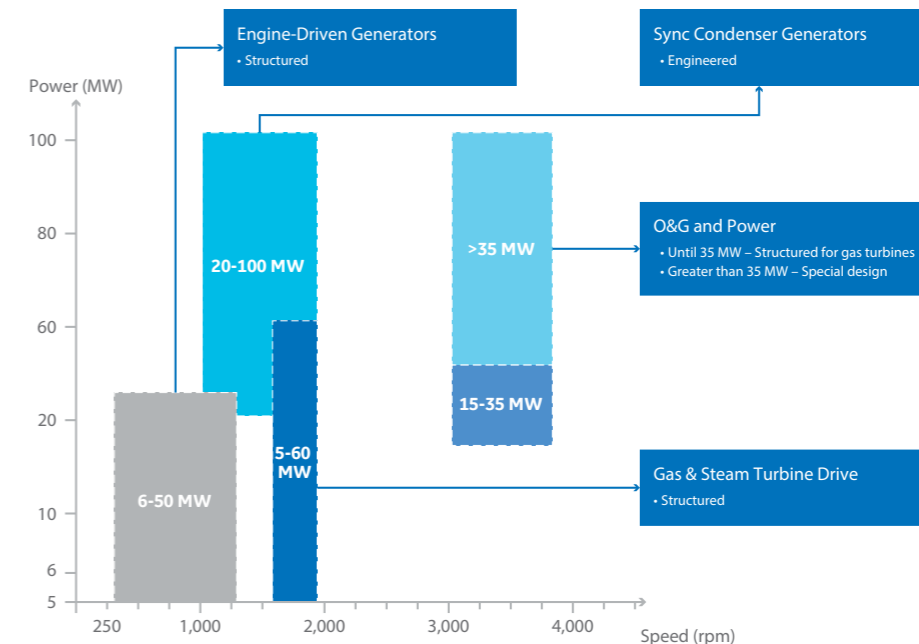 Engine-Driven Generators
• Structured
Sync Condenser Generators
• Engineered
Power (MW)
100
80
60
20
10
6
5
20-100 MW
>35 MW
15-35 MW
5-60
MW
6-50 MW
O&G and Power
• Until 35 MW – Structured for gas turbines
• Greater than 35 MW – Special design
Gas & Steam Turbine Drive
• Structured
250
1,000
2,000
3,000
4,000
Speed (rpm)